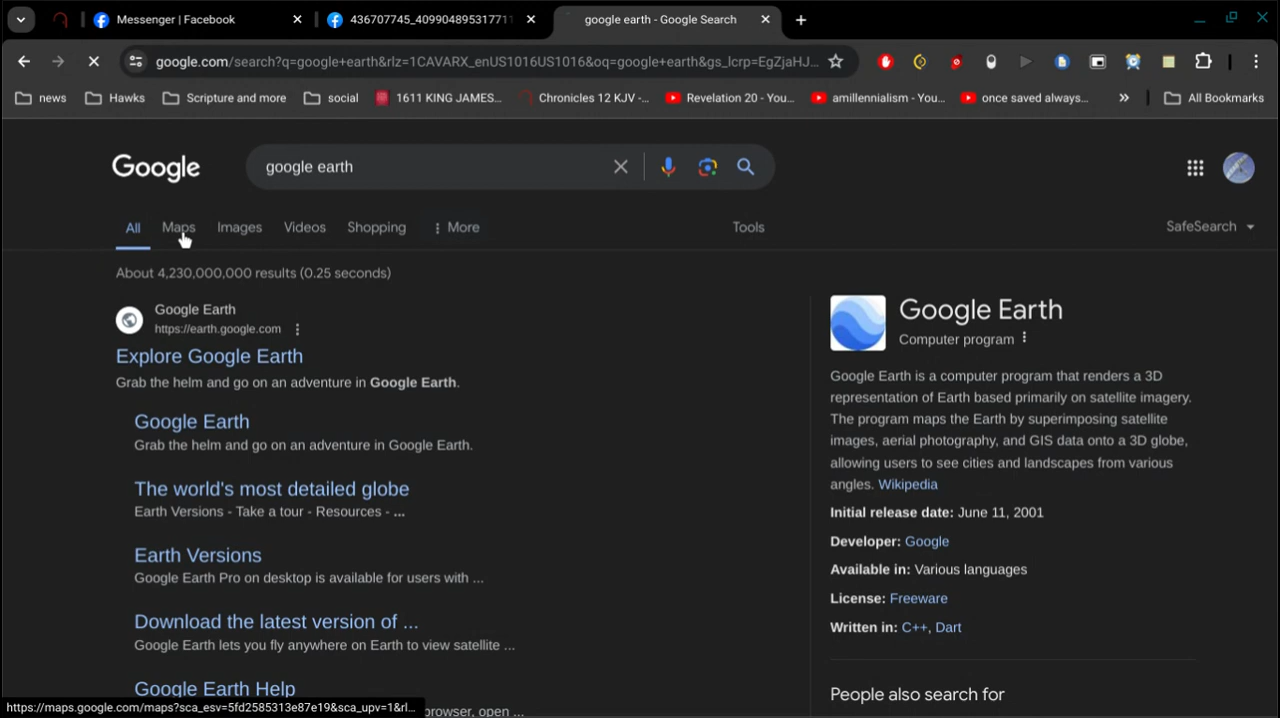 Messenger | Facebook
436707745_409904895317711
google earth - Google Search
google.com/search?q=google+earth&rlz=1CAVARX_enUS1016US1016&oq=google+earth&gs_lcrp=EgZjaHJ...
news
Hawks
Scripture and more
social
1611 KING JAMES...
Chronicles 12 KJV -...
Revelation 20 - You...
amillennialism - You...
once saved always...
All Bookmarks
Google
google earth
All
Maps
Images
Videos
Shopping
More
Tools
SafeSearch
About 4,230,000,000 results (0.25 seconds)
Google Earth
https://earth.google.com
Explore Google Earth
Grab the helm and go on an adventure in Google Earth.
Google Earth
Grab the helm and go on an adventure in Google Earth.
The world's most detailed globe
Earth Versions - Take a tour - Resources - ...
Earth Versions
Google Earth Pro on desktop is available for users with ...
Download the latest version of ...
Google Earth lets you fly anywhere on Earth to view satellite ...
Google Earth Help
browser, open ...
https://maps.google.com/maps?sca_esv=5fd2585313e87e19&sca_upv=1&rl...
Google Earth
Computer program
Google Earth is a computer program that renders a 3D
representation of Earth based primarily on satellite imagery.
The program maps the Earth by superimposing satellite
images, aerial photography, and GIS data onto a 3D globe,
allowing users to see cities and landscapes from various
angles. Wikipedia
Initial release date: June 11, 2001
Developer: Google
Available in: Various languages
License: Freeware
Written in: C++, Dart
People also search for